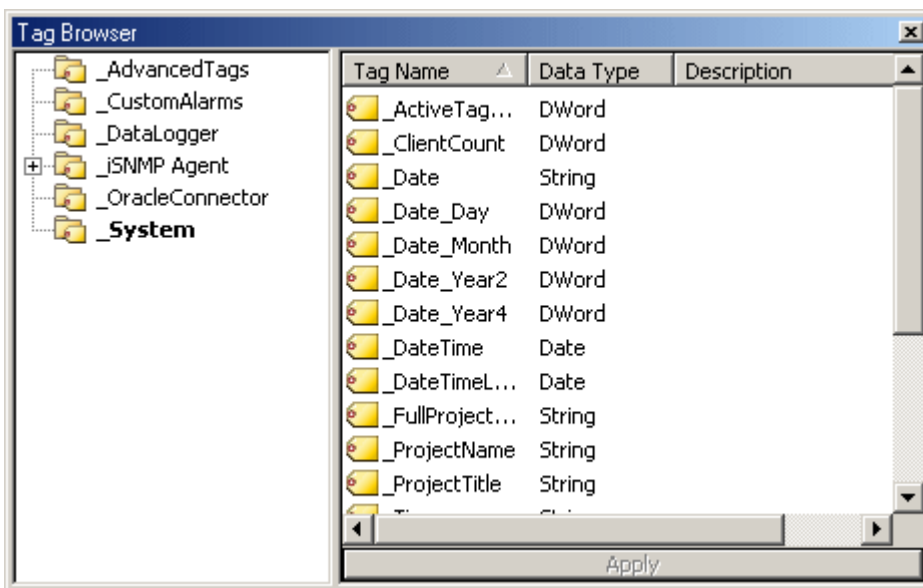 Tag Browser
_AdvancedTags
_CustomAlarms
_DataLogger
_iSNMP Agent
_OracleConnector
_System
Tag Name Data Type Description
_ActiveTag... DWord
_ClientCount DWord
_Date String
_Date_Day DWord
_Date_Month DWord
_Date_Year2 DWord
_Date_Year4 DWord
_DateTime Date
_DateTimeL... Date
_FullProject... String
_ProjectName String
_ProjectTitle String
Apply